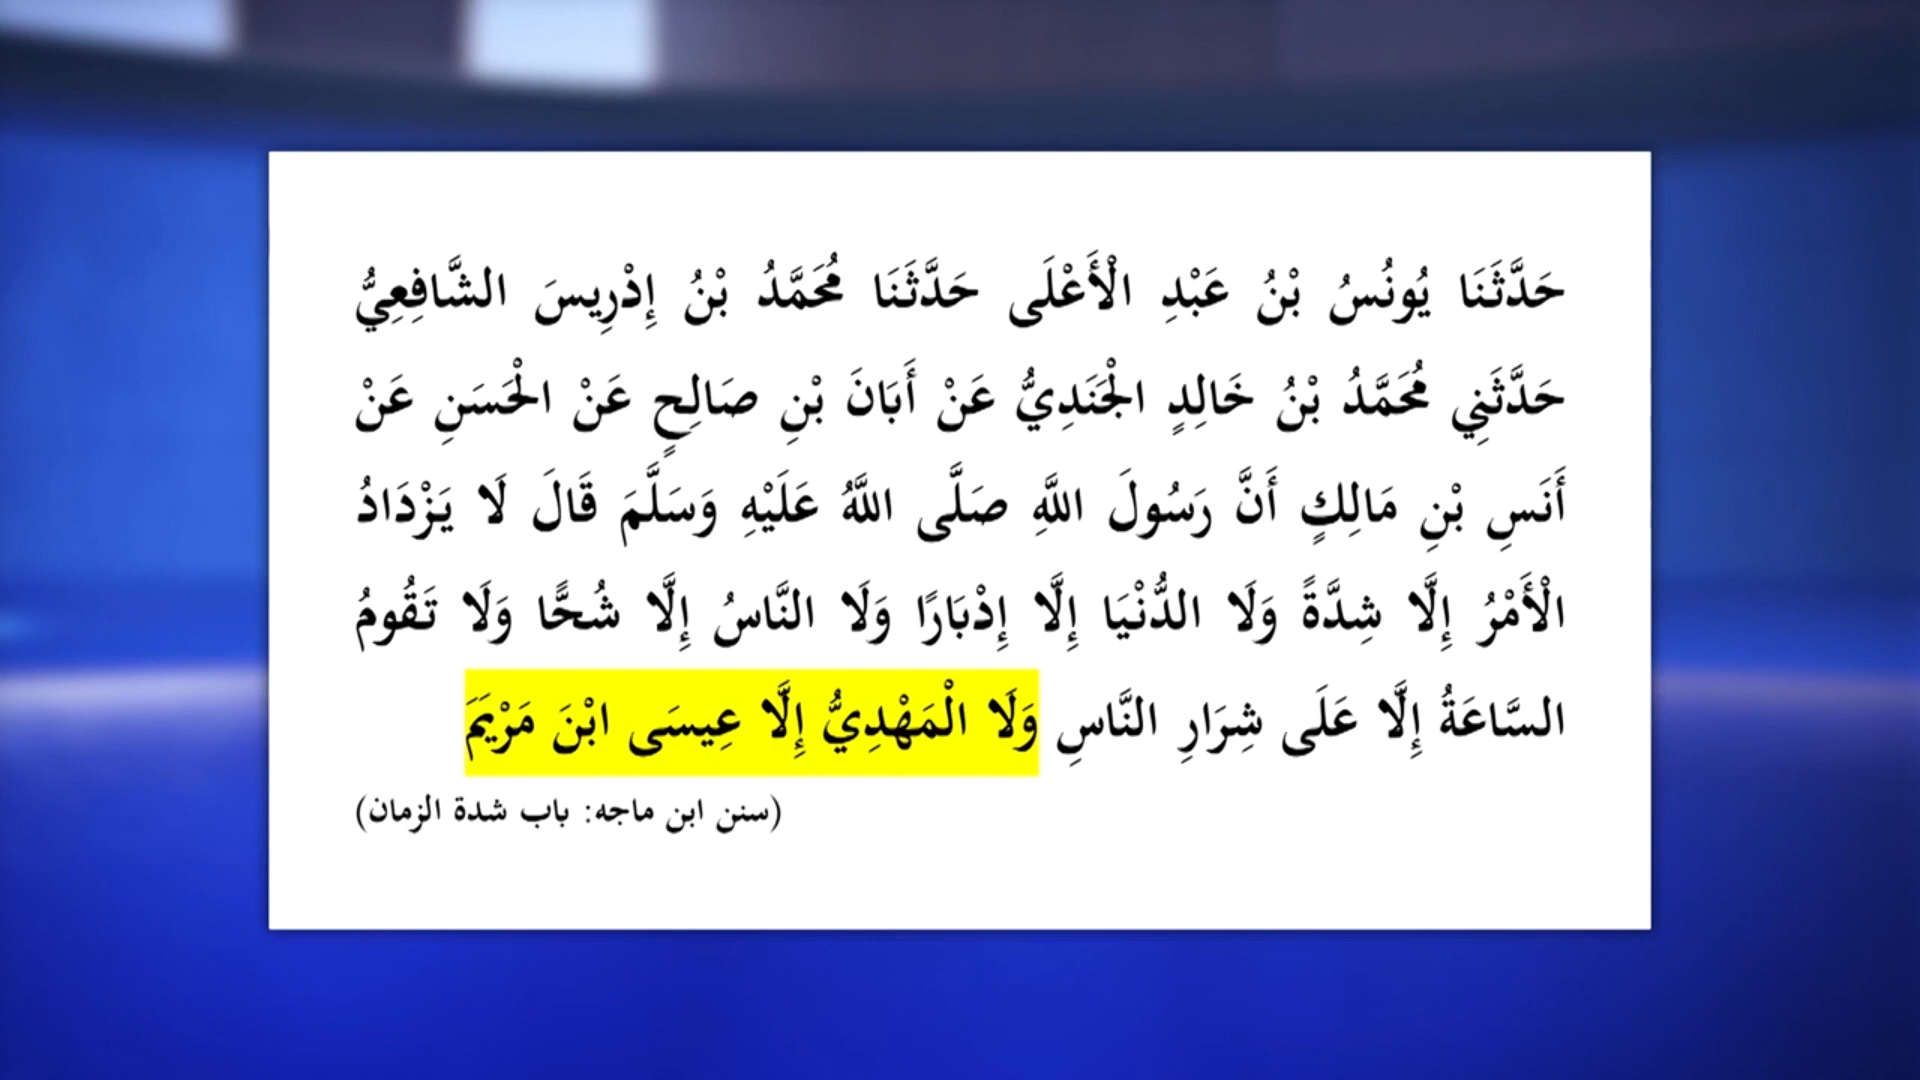 حَدَّثَنَا يُونُسُ بْنُ عَبْدِ الْأَعْلَى حَدَّثَنَا مُحَمَّدُ بْنُ إِدْرِيسَ الشَّافِعِيُّ
حَدَّثَنِي مُحَمَّدُ بْنُ خَالِدٍ الْجَنَدِيُّ عَنْ أَبَانَ بْنِ صَالِحٍ عَنْ الْحَسَنِ عَنْ
أَنَسِ بْنِ مَالِكٍ أَنَّ رَسُولَ اللَّهِ صَلَّى اللَّهُ عَلَيْهِ وَسَلَّمَ قَالَ لَا يَزْدَادُ
الْأَمْرُ إِلَّا شِدَّةً وَلَا الدُّنْيَا إِلَّا إِدْبَارًا وَلَا النَّاسُ إِلَّا شُحًّا وَلَا تَقُومُ
السَّاعَةُ إِلَّا عَلَى شِرَارِ النَّاسِ وَلَا الْمَهْدِيُّ إِلَّا عِيسَى ابْنَ مَرْيَمَ
(سنن ابن ماجه: باب شدة الزمان)